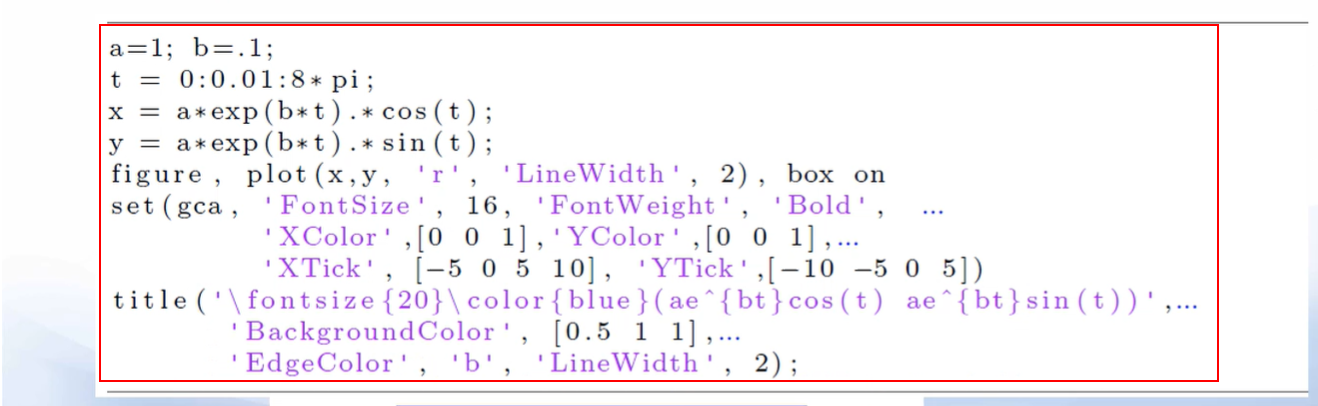 a=1; b=.1;
t = 0:0.01:8*pi;
x = a*exp(b*t).*cos(t);
y = a*exp(b*t).*sin(t);
figure, plot(x,y, 'r', 'LineWidth', 2), box on
set(gca, 'FontSize', 16, 'FontWeight', 'Bold', ...
'XColor',[0 0 1],'YColor',[0 0 1],...
'XTick', [-5 0 5 10], 'YTick',[-10 -5 0 5])
title('\fontsize{20}\color{blue}(ae^{bt}cos(t) ae^{bt}sin(t))',...
'BackgroundColor', [0.5 1 1],...
'EdgeColor', 'b', 'LineWidth', 2);